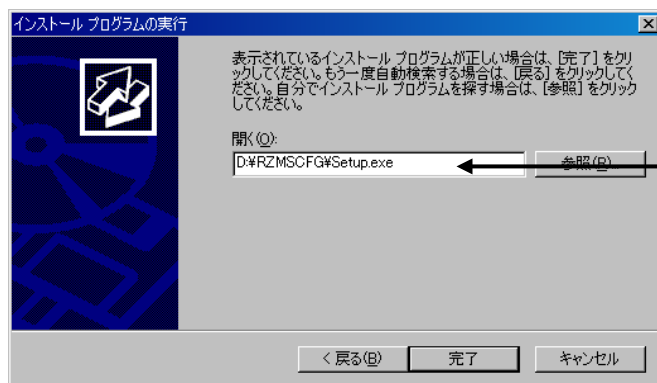 インストール プログラムの実行
表示されているインストール プログラムが正しい場合は、[完了] をクリ
ックしてください。もう一度自動検索する場合は、[戻る] をクリックしてく
ださい。自分でインストール プログラムを探す場合は、[参照] をクリック
してください。
開く(O):
D:¥RZMSCFG¥Setup.exe
参照(R)...
< 戻る(B)
完了
キャンセル